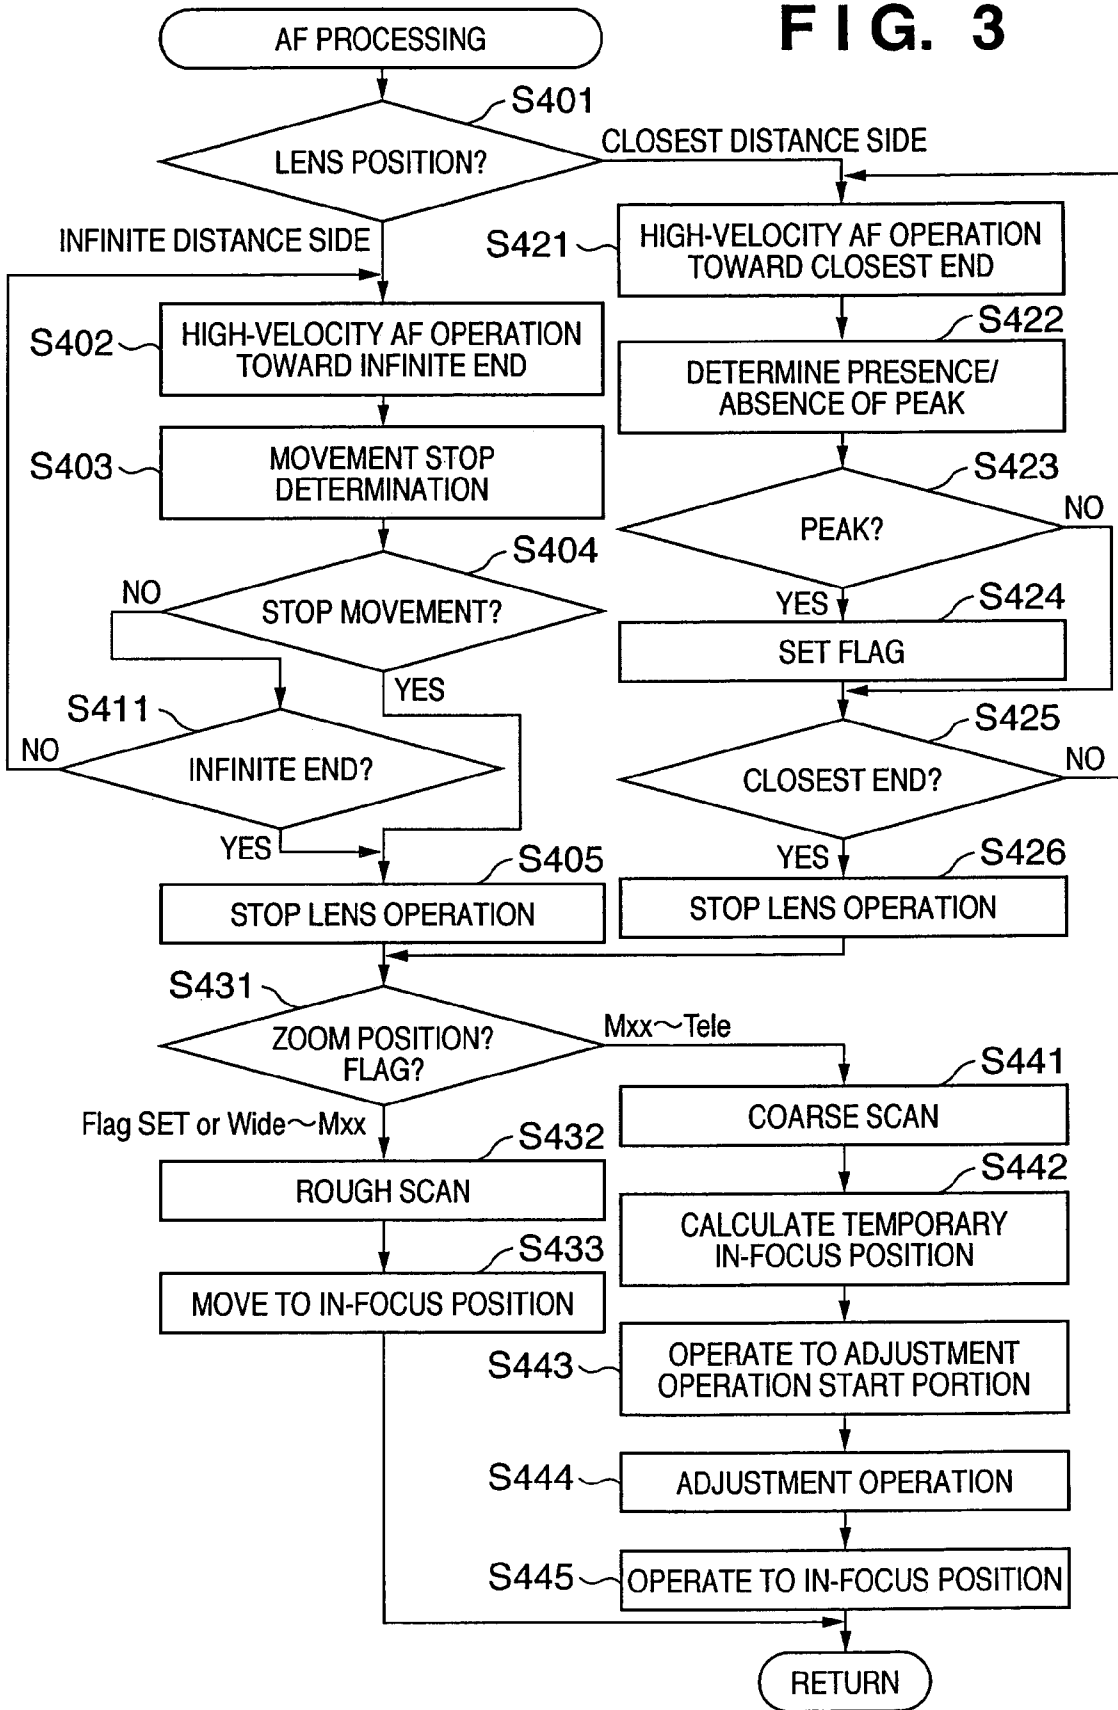 FIG. 3
AF PROCESSING
S401
LENS POSITION?
CLOSEST DISTANCE SIDE
INFINITE DISTANCE SIDE
S402
HIGH-VELOCITY AF OPERATION
TOWARD INFINITE END
S403
MOVEMENT STOP
DETERMINATION
S404
STOP MOVEMENT?
NO
YES
S411
INFINITE END?
NO
YES
S405
STOP LENS OPERATION
S421
HIGH-VELOCITY AF OPERATION
TOWARD CLOSEST END
S422
DETERMINE PRESENCE/
ABSENCE OF PEAK
S423
PEAK?
NO
YES
S424
SET FLAG
S425
CLOSEST END?
NO
YES
S426
STOP LENS OPERATION
S431
ZOOM POSITION?
FLAG?
Mxx～Tele
Flag SET or Wide～Mxx
S432
ROUGH SCAN
S433
MOVE TO IN-FOCUS POSITION
S441
COARSE SCAN
S442
CALCULATE TEMPORARY
IN-FOCUS POSITION
S443
OPERATE TO ADJUSTMENT
OPERATION START PORTION
S444
ADJUSTMENT OPERATION
S445
OPERATE TO IN-FOCUS POSITION
RETURN